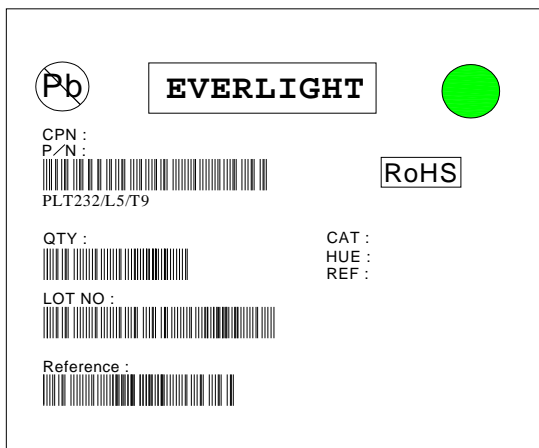 Pb
EVERLIGHT
CPN :
P/N :
RoHS
PLT232/L5/T9
QTY :
CAT :
HUE :
REF :
LOT NO :
Reference :